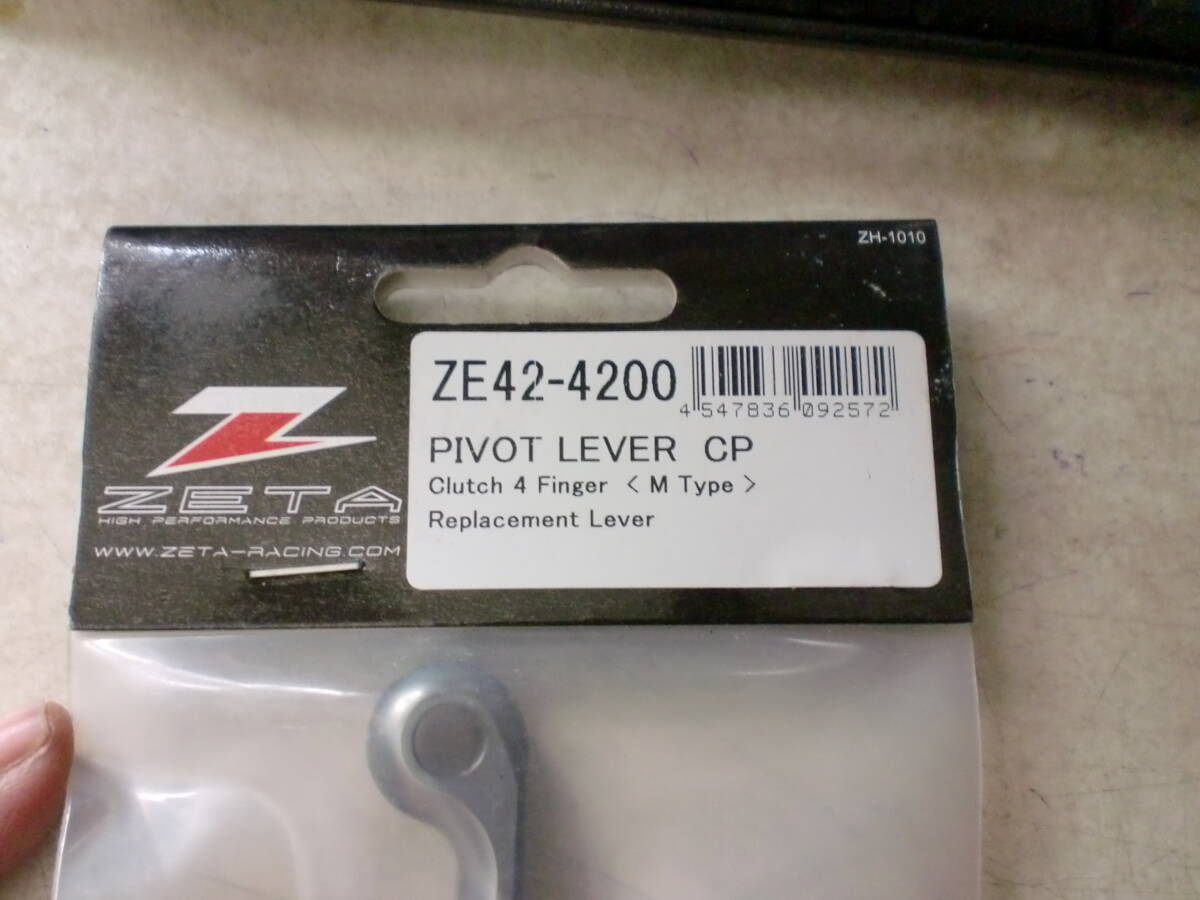 ZH-1010
ZE42-4200
4 547836 092572
PIVOT LEVER CP
Clutch 4 Finger < M Type >
Replacement Lever
ZETA
HIGH PERFORMANCE PRODUCTS
WWW.ZETA-RACING.COM